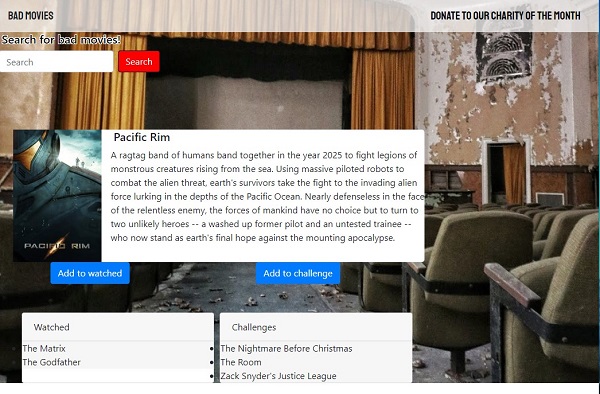 BAD MOVIES
DONATE TO OUR CHARITY OF THE MONTH
Search for bad movies!
Search
Search
PACIFIC RIM
Pacific Rim
A ragtag band of humans band together in the year 2025 to fight legions of
monstrous creatures rising from the sea. Using massive piloted robots to
combat the alien threat, earth's survivors take the fight to the invading alien
force lurking in the depths of the Pacific Ocean. Nearly defenseless in the face
of the relentless enemy, the forces of mankind have no choice but to turn to
two unlikely heroes -- a washed up former pilot and an untested trainee --
who now stand as earth's final hope against the mounting apocalypse.
Add to watched
Add to challenge
Watched
The Matrix
The Godfather
Challenges
The Nightmare Before Christmas
The Room
Zack Snyder's Justice League